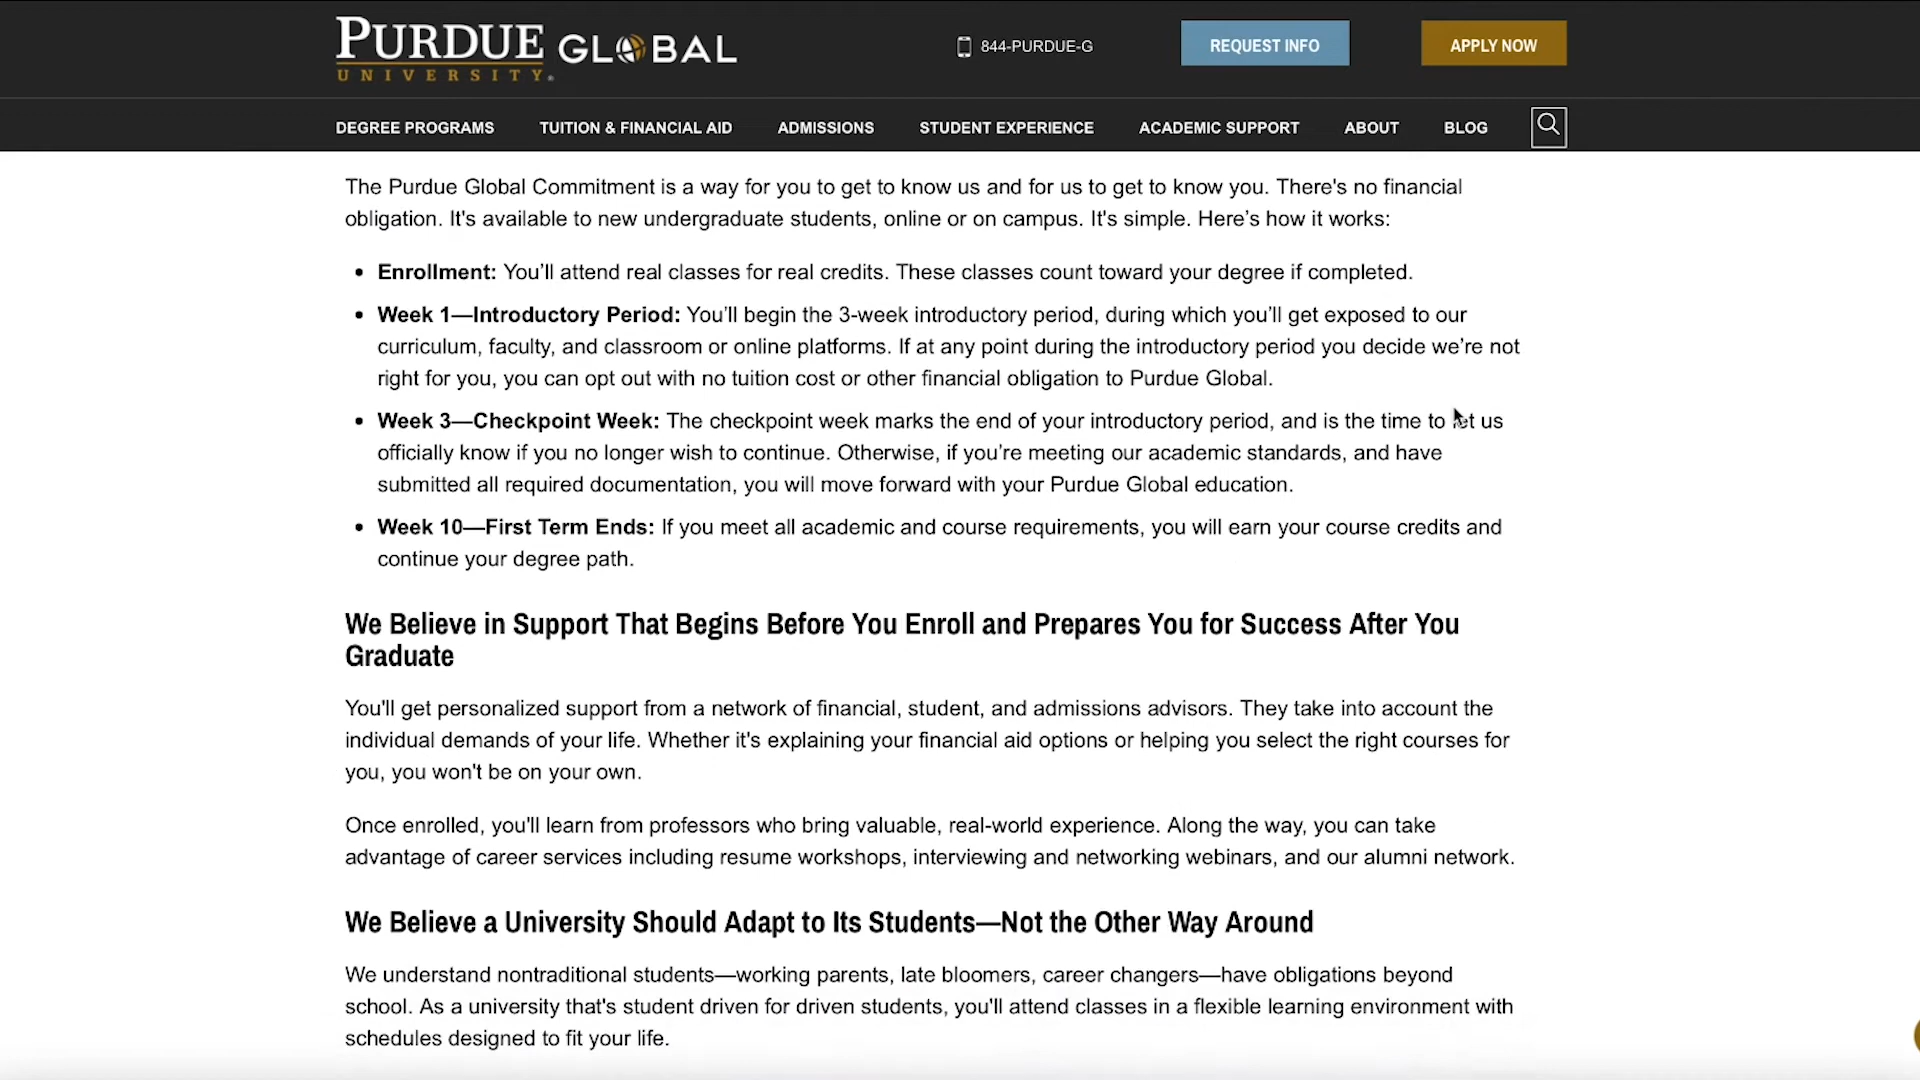 PURDUE GLOBAL
UNIVERSITY.
844-PURDUE-G
REQUEST INFO
APPLY NOW
DEGREE PROGRAMS TUITION & FINANCIAL AID ADMISSIONS STUDENT EXPERIENCE ACADEMIC SUPPORT ABOUT BLOG
The Purdue Global Commitment is a way for you to get to know us and for us to get to know you. There's no financial
obligation. It's available to new undergraduate students, online or on campus. It's simple. Here’s how it works:
• Enrollment: You’ll attend real classes for real credits. These classes count toward your degree if completed.
• Week 1—Introductory Period: You’ll begin the 3-week introductory period, during which you’ll get exposed to our
curriculum, faculty, and classroom or online platforms. If at any point during the introductory period you decide we’re not
right for you, you can opt out with no tuition cost or other financial obligation to Purdue Global.
• Week 3—Checkpoint Week: The checkpoint week marks the end of your introductory period, and is the time to let us
officially know if you no longer wish to continue. Otherwise, if you’re meeting our academic standards, and have
submitted all required documentation, you will move forward with your Purdue Global education.
• Week 10—First Term Ends: If you meet all academic and course requirements, you will earn your course credits and
continue your degree path.
We Believe in Support That Begins Before You Enroll and Prepares You for Success After You
Graduate
You'll get personalized support from a network of financial, student, and admissions advisors. They take into account the
individual demands of your life. Whether it's explaining your financial aid options or helping you select the right courses for
you, you won't be on your own.
Once enrolled, you'll learn from professors who bring valuable, real-world experience. Along the way, you can take
advantage of career services including resume workshops, interviewing and networking webinars, and our alumni network.
We Believe a University Should Adapt to Its Students—Not the Other Way Around
We understand nontraditional students—working parents, late bloomers, career changers—have obligations beyond
school. As a university that's student driven for driven students, you'll attend classes in a flexible learning environment with
schedules designed to fit your life.